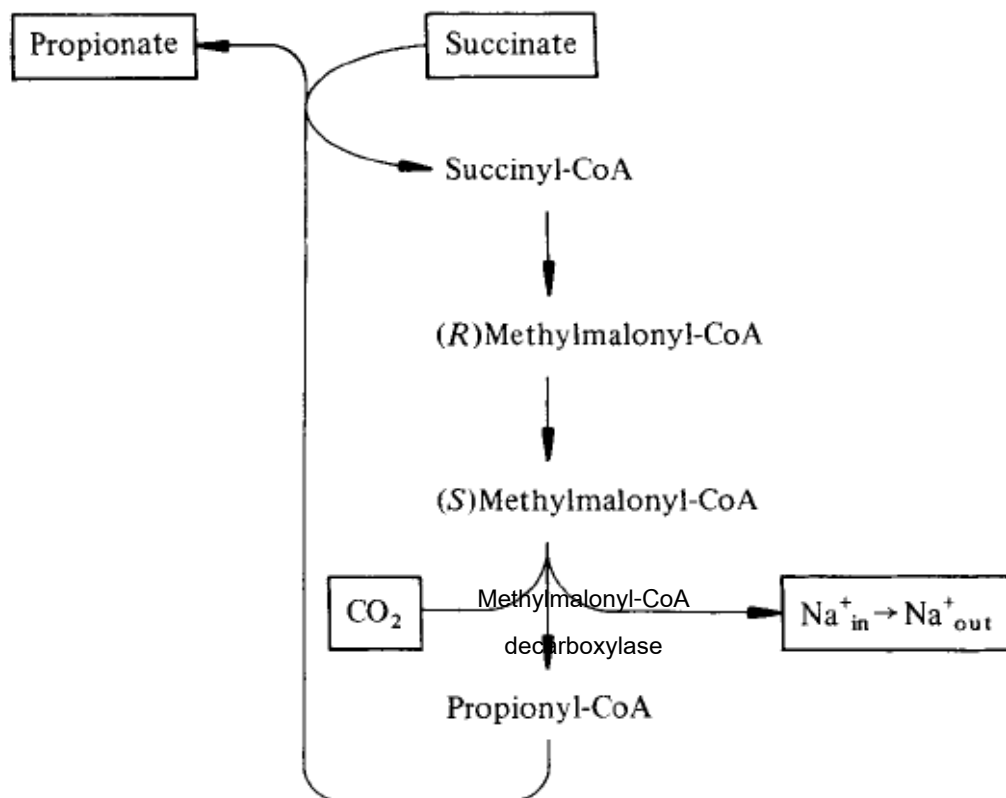 Propionate
Succinate
Succinyl-CoA
(R)Methylmalonyl-CoA
(S)Methylmalonyl-CoA
CO₂
Methylmalonyl-CoA
decarboxylase
Na⁺in → Na⁺out
Propionyl-CoA